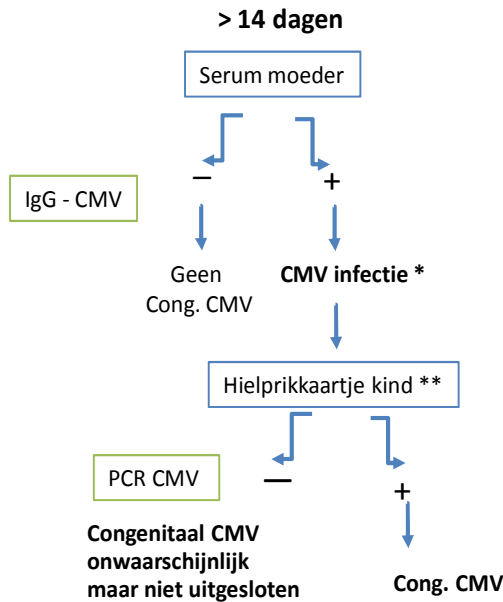 > 14 dagen
Serum moeder
– +
IgG - CMV
Geen
Cong. CMV
CMV infectie *
Hielprikkaartje kind **
PCR CMV
— +
Congenitaal CMV
onwaarschijnlijk
maar niet uitgesloten
Cong. CMV